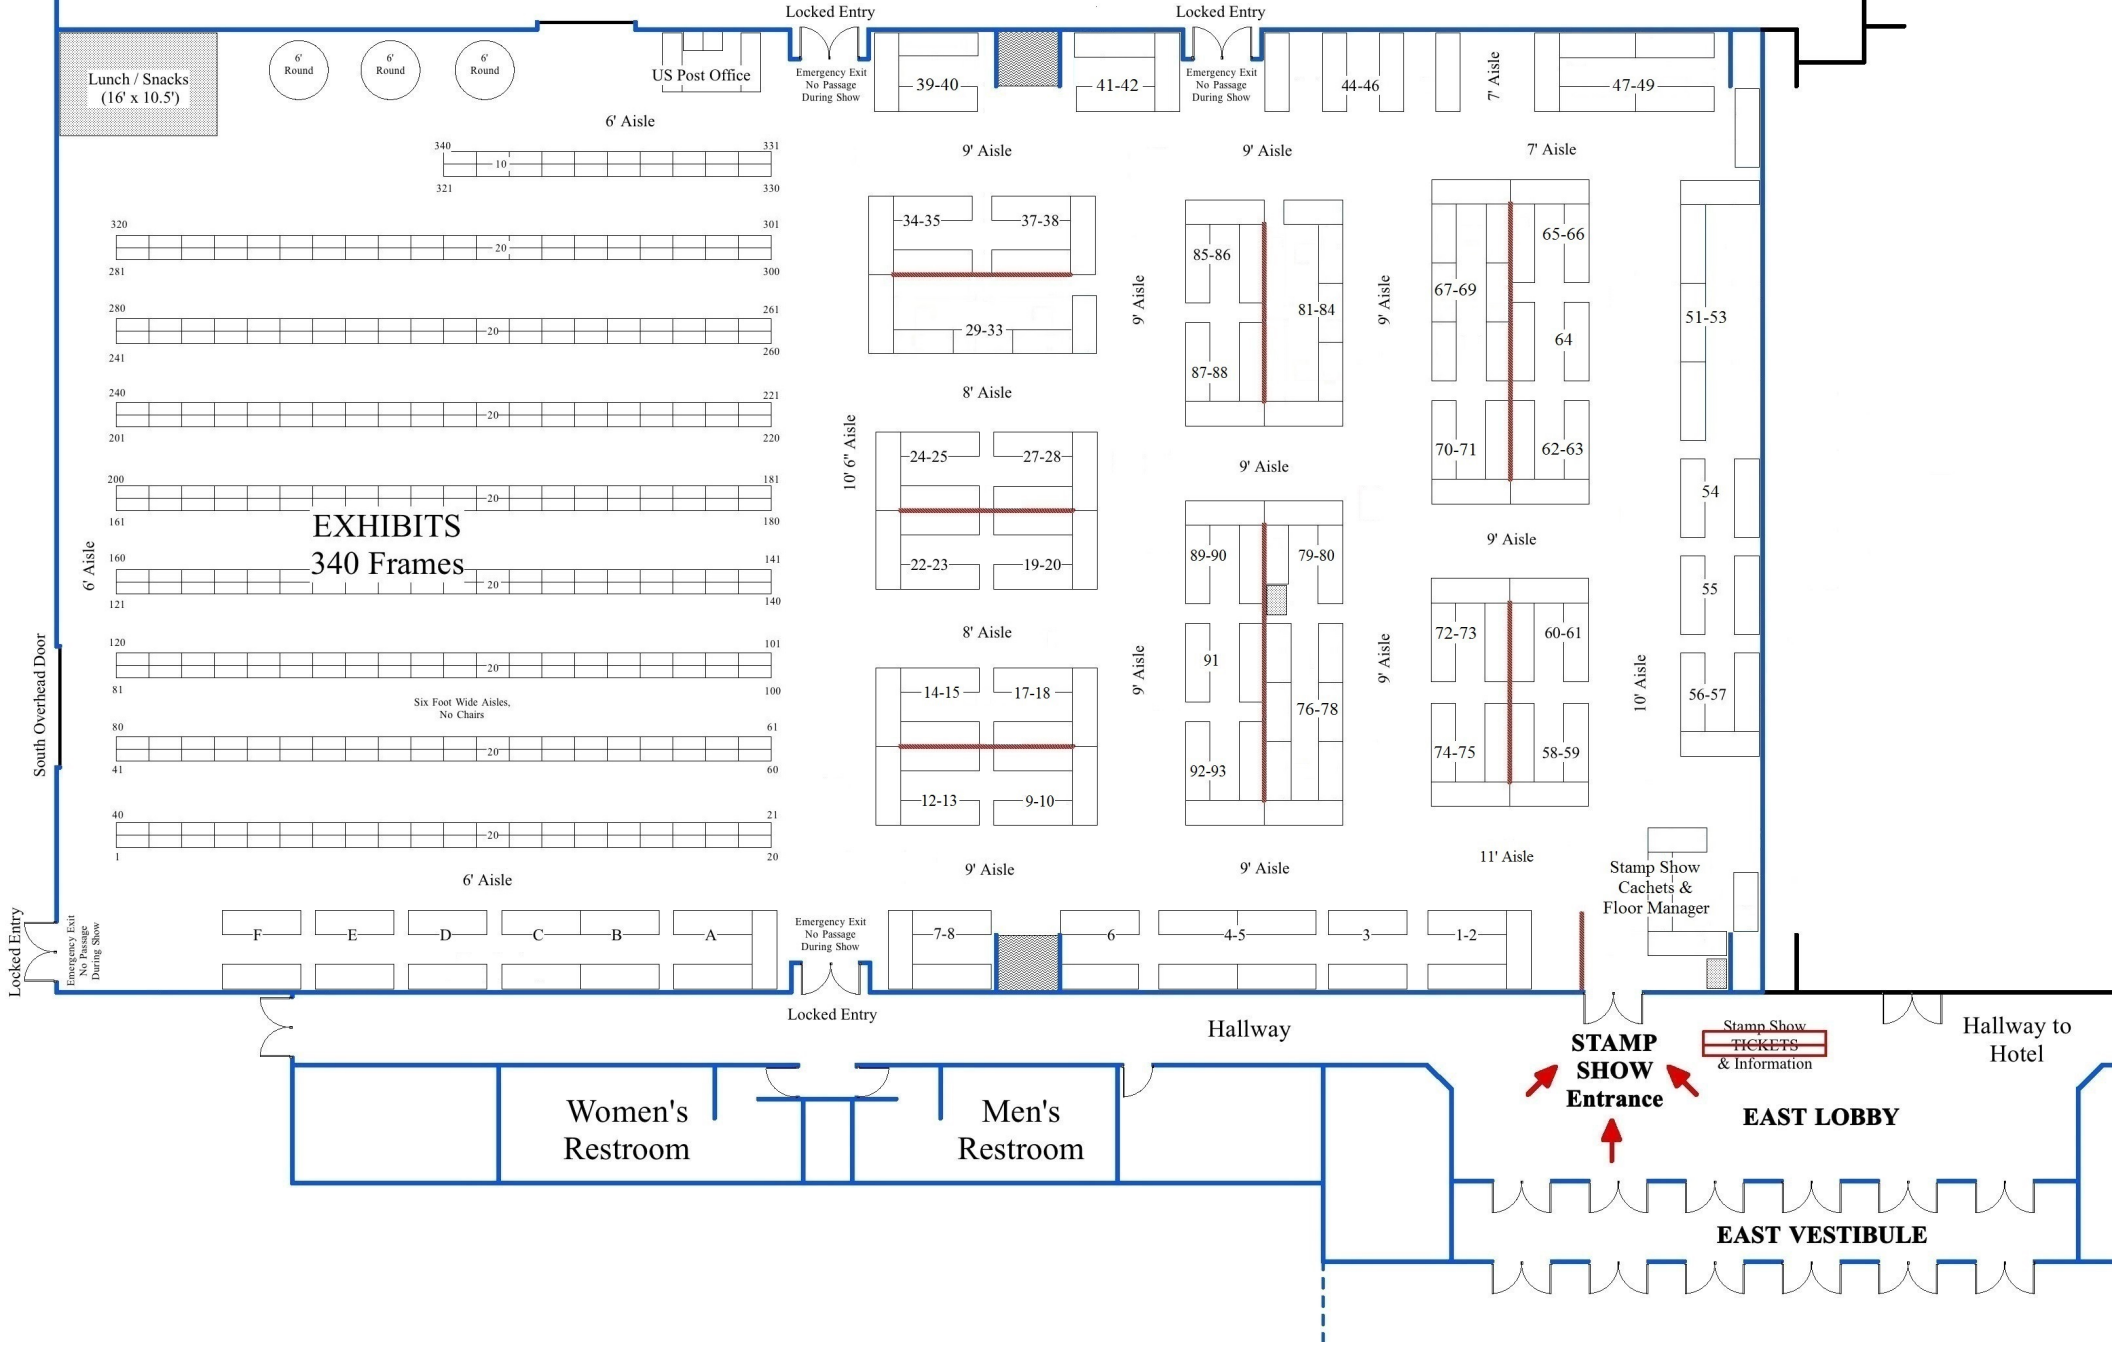 Locked Entry
Locked Entry
Lunch / Snacks
(16' x 10.5')
6'
Round
6'
Round
6'
Round
US Post Office
Emergency Exit
No Passage
During Show
39-40
41-42
Emergency Exit
No Passage
During Show
44-46
7' Aisle
47-49
6' Aisle
9' Aisle
9' Aisle
7' Aisle
340
331
10
321
330
320
301
20
281
300
280
261
20
241
260
240
221
20
201
220
200
181
20
161
180
EXHIBITS
340 Frames
160
141
20
121
140
120
101
20
81
100
Six Foot Wide Aisles,
No Chairs
80
61
20
41
60
40
21
20
1
20
6' Aisle
6' Aisle
South Overhead Door
Locked Entry
Emergency Exit
No Passage
During Show
10' 6" Aisle
34-35
37-38
29-33
8' Aisle
24-25
27-28
22-23
19-20
8' Aisle
14-15
17-18
12-13
9-10
9' Aisle
9' Aisle
9' Aisle
85-86
81-84
87-88
9' Aisle
89-90
79-80
91
76-78
92-93
9' Aisle
9' Aisle
9' Aisle
65-66
67-69
64
70-71
62-63
9' Aisle
72-73
60-61
74-75
58-59
11' Aisle
51-53
54
55
56-57
10' Aisle
Stamp Show
Cachets &
Floor Manager
F
E
D
C
B
A
Emergency Exit
No Passage
During Show
7-8
6
4-5
3
1-2
Locked Entry
Hallway
STAMP
SHOW
Entrance
Stamp Show
TICKETS
& Information
Hallway to
Hotel
Women's
Restroom
Men's
Restroom
EAST LOBBY
EAST VESTIBULE